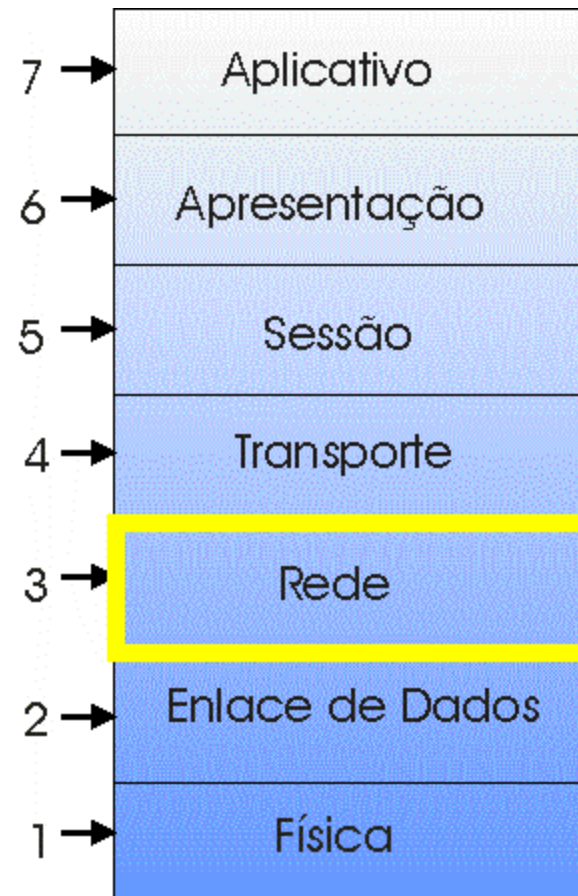 7 Aplicativo
6 Apresentação
5 Sessão
4 Transporte
3 Rede
2 Enlace de Dados
1 Física